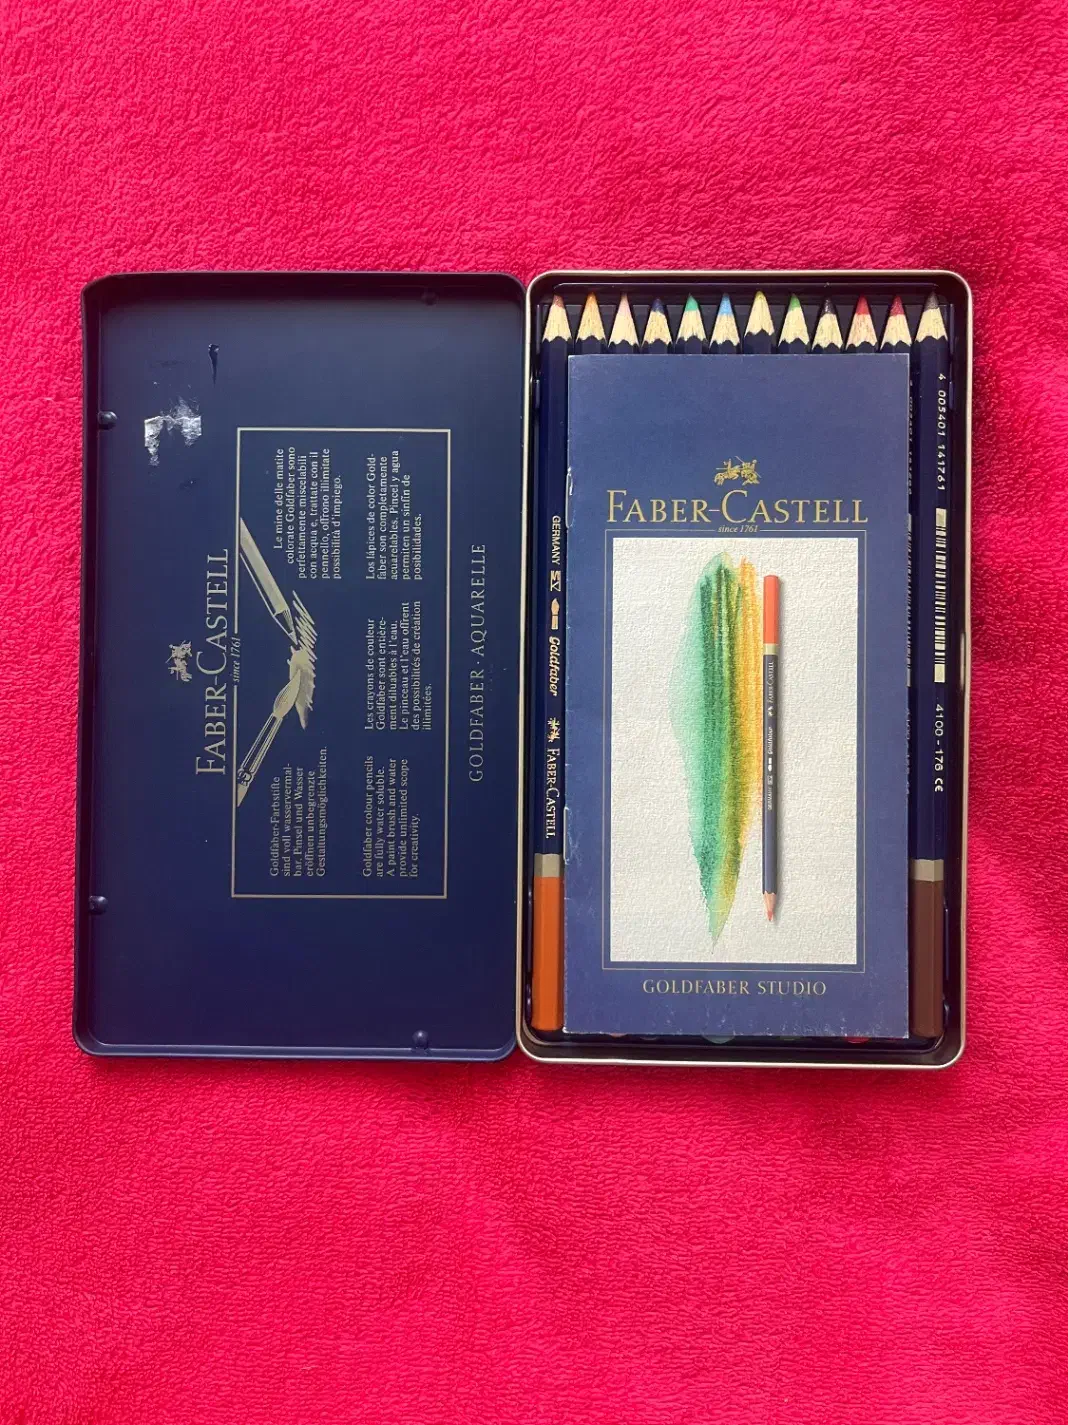 FABER-CASTELL
since 1761
Goldfaber-Farbstifte
sind voll wasservermal-
bar. Pinsel und Wasser
eröffnen unbegrenzte
Gestaltungsmöglichkeiten.
Le mine delle matite
colorate Goldfaber sono
perfettamente miscelabili
con acqua e, trattate con il
pennello, offrono illimitate
possibilità d'impiego.
Goldfaber colour pencils
are fully water soluble.
A paint brush and water
provide unlimited scope
for creativity.
Les crayons de couleur
Goldfaber sont entière-
ment diluables à l'eau.
Le pinceau et l'eau offrent
des possibilités de création
illimitées.
Los lápices de color Gold-
faber son completamente
acuarelables. Pincel y agua
permiten un sinfín de
posibilidades.
GOLDFABER · AQUARELLE
FABER-CASTELL Goldfaber GERMANY
FABER-CASTELL
since 1761
GERMANY Goldfaber FABER-CASTELL
GOLDFABER STUDIO
4 005401 141761 4100-176 CE